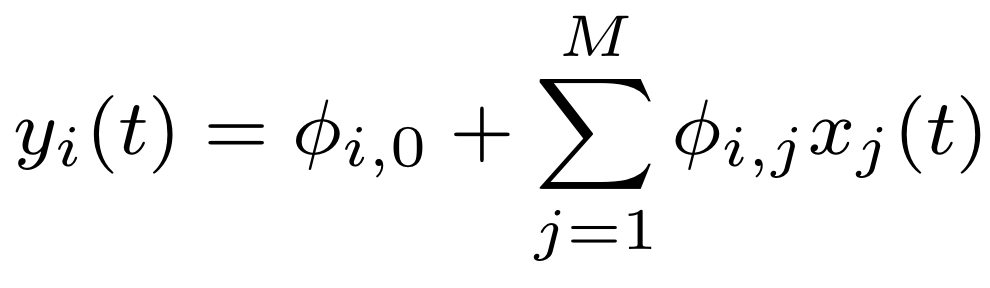 y_i(t) = \phi_{i,0} + \sum_{j=1}^{M} \phi_{i,j} x_j(t)